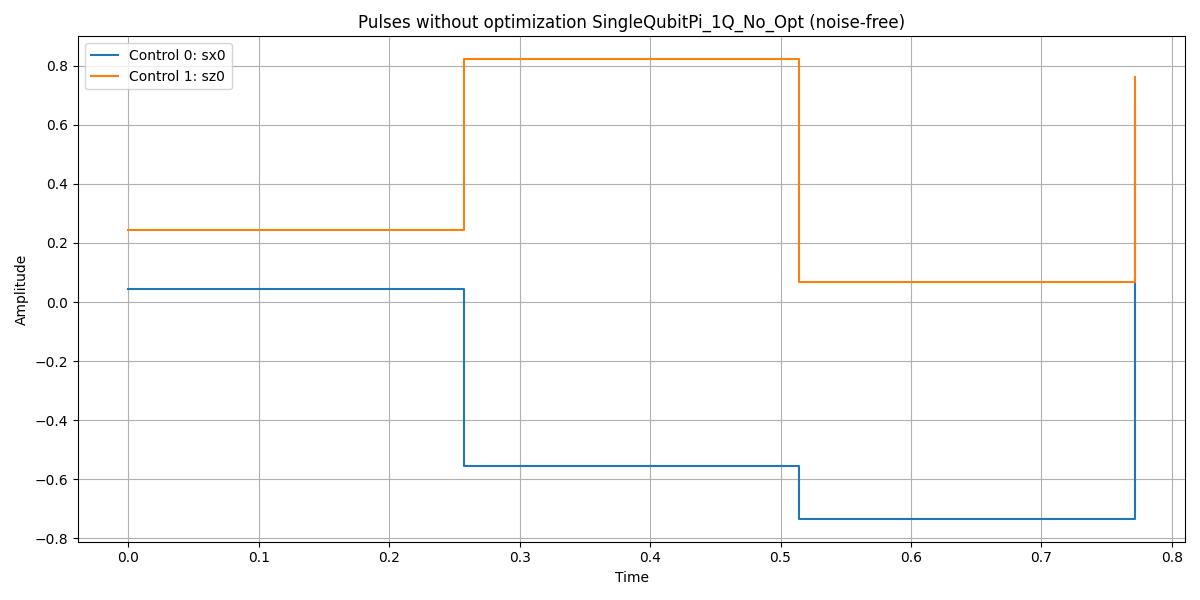 Pulses without optimization SingleQubitPi_1Q_No_Opt (noise-free)
Control 0: sx0
Control 1: sz0
Amplitude
0.8
0.6
0.4
0.2
0.0
−0.2
−0.4
−0.6
−0.8
0.0 0.1 0.2 0.3 0.4 0.5 0.6 0.7 0.8
Time